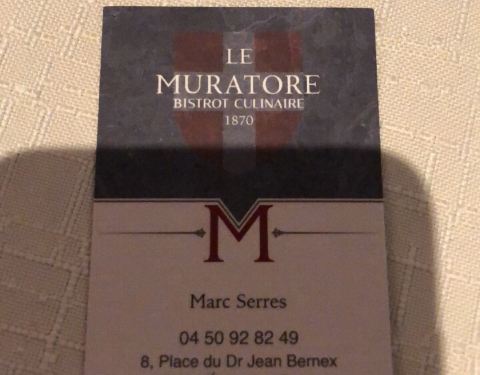 LE
MURATORE
BISTROT CULINAIRE
1870
M
Marc Serres
04 50 92 82 49
8, Place du Dr Jean Bernex